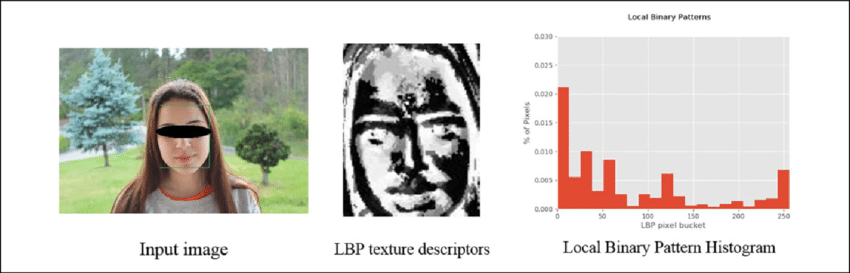 Local Binary Patterns
0.030
0.025
0.020
0.015
0.010
0.005
0.000
% of Pixels
0 50 100 150 200 250
LBP pixel bucket
Input image
LBP texture descriptors
Local Binary Pattern Histogram